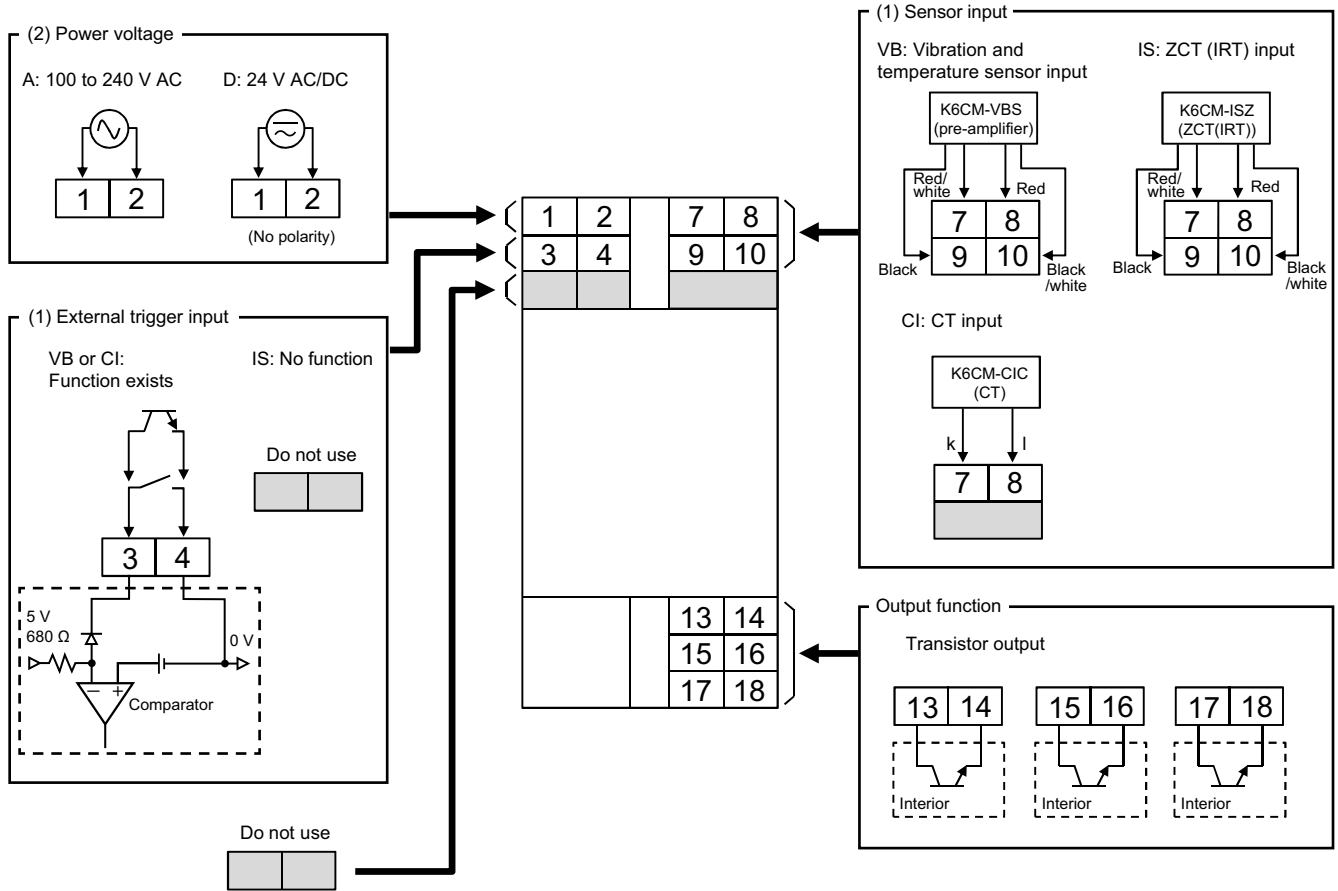 (2) Power voltage
A: 100 to 240 V AC
D: 24 V AC/DC
1 2
1 2
(No polarity)
(1) External trigger input
VB or CI:
Function exists
IS: No function
Do not use
3 4
5 V
680 Ω
0 V
− +
Comparator
Do not use
1 2 7 8
3 4 9 10
13 14
15 16
17 18
(1) Sensor input
VB: Vibration and
temperature sensor input
K6CM-VBS
(pre-amplifier)
Red/
white
Red
7 8
9 10
Black
Black
/white
IS: ZCT (IRT) input
K6CM-ISZ
(ZCT(IRT))
Red/
white
Red
7 8
9 10
Black
Black
/white
CI: CT input
K6CM-CIC
(CT)
k l
7 8
Output function
Transistor output
13 14
15 16
17 18
Interior
Interior
Interior